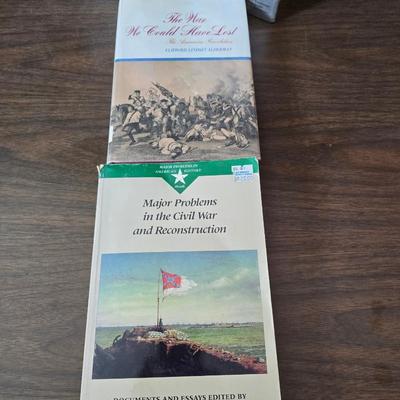 The War
We Could Have Lost
The American Revolution
CLIFFORD LINDSEY ALDERMAN
MAJOR PROBLEMS IN
AMERICAN HISTORY
Major Problems
in the Civil War
and Reconstruction
DOCUMENTS AND ESSAYS EDITED BY